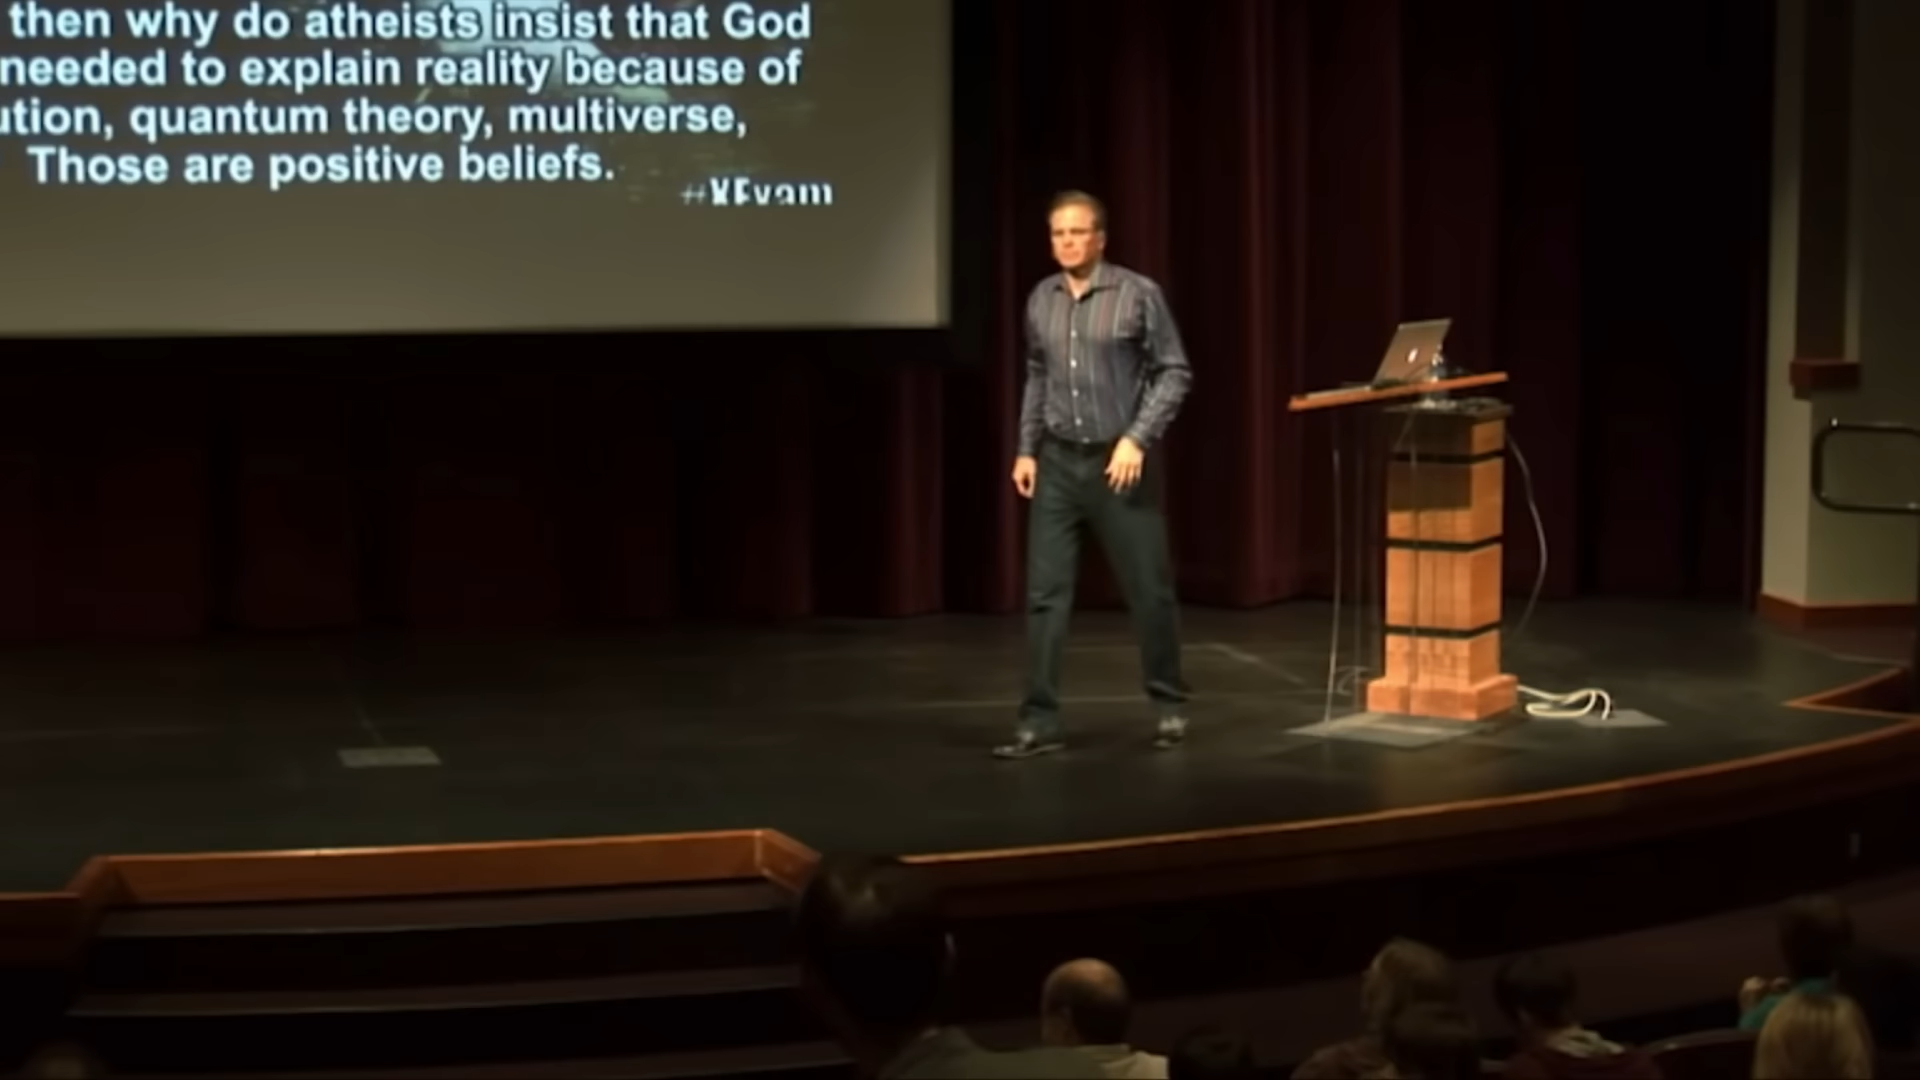 then why do atheists insist that God
needed to explain reality because of
ution, quantum theory, multiverse,
Those are positive beliefs.